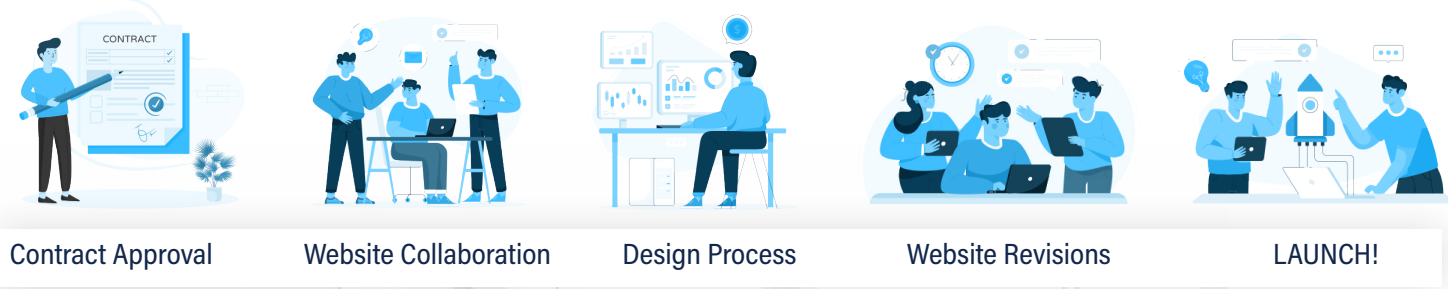 CONTRACT
Contract Approval
Website Collaboration
Design Process
Website Revisions
LAUNCH!